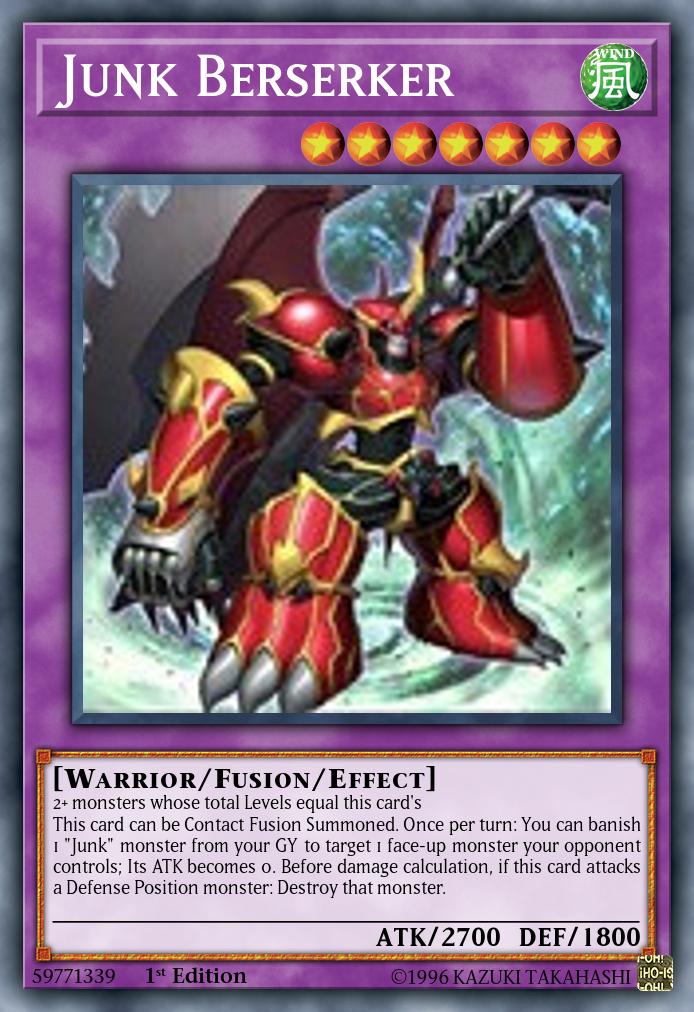 JUNK BERSERKER
WIND
風
[WARRIOR/FUSION/EFFECT]
2+ monsters whose total Levels equal this card's
This card can be Contact Fusion Summoned. Once per turn: You can banish
1 "Junk" monster from your GY to target 1 face-up monster your opponent
controls; Its ATK becomes 0. Before damage calculation, if this card attacks
a Defense Position monster: Destroy that monster.
ATK/2700 DEF/1800
59771339 1st Edition ©1996 KAZUKI TAKAHASHI